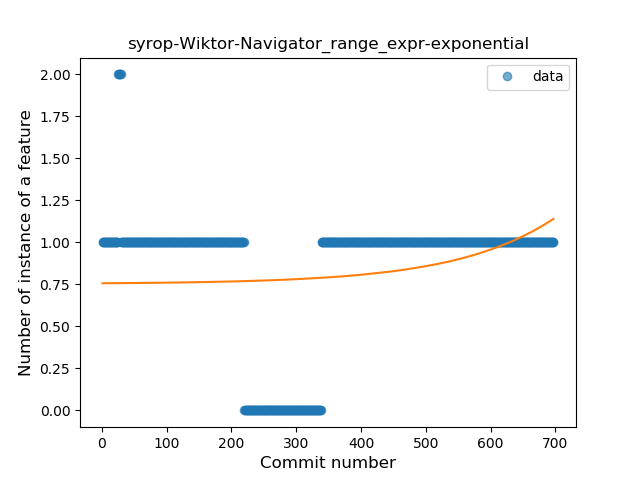 syrop-Wiktor-Navigator_range_expr-exponential
data
Number of instance of a feature
2.00
1.75
1.50
1.25
1.00
0.75
0.50
0.25
0.00
0 100 200 300 400 500 600 700
Commit number